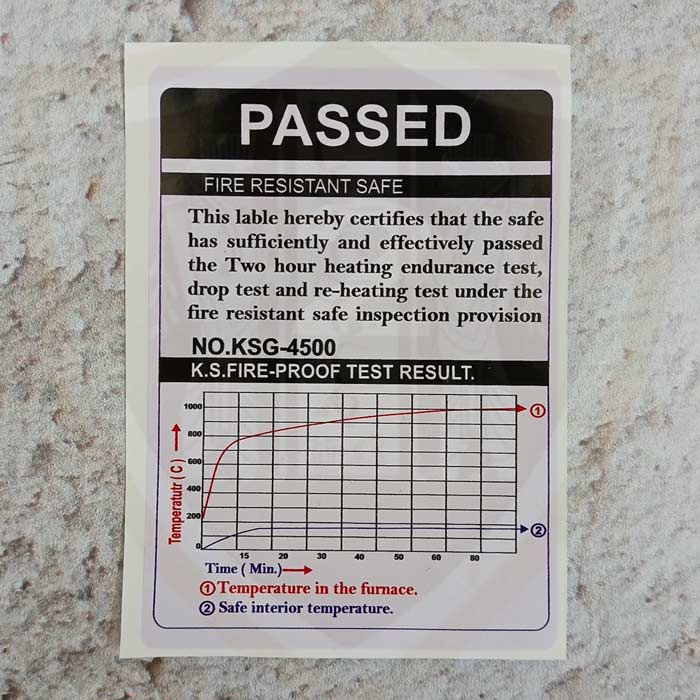 PASSED
FIRE RESISTANT SAFE
This lable hereby certifies that the safe
has sufficiently and effectively passed
the Two hour heating endurance test,
drop test and re-heating test under the
fire resistant safe inspection provision
NO.KSG-4500
K.S.FIRE-PROOF TEST RESULT.
1000
800
600
400
200
0
Temperatutr ( C )
①
②
15 20 30 40 50 60 80
Time ( Min.)
① Temperature in the furnace.
② Safe interior temperature.